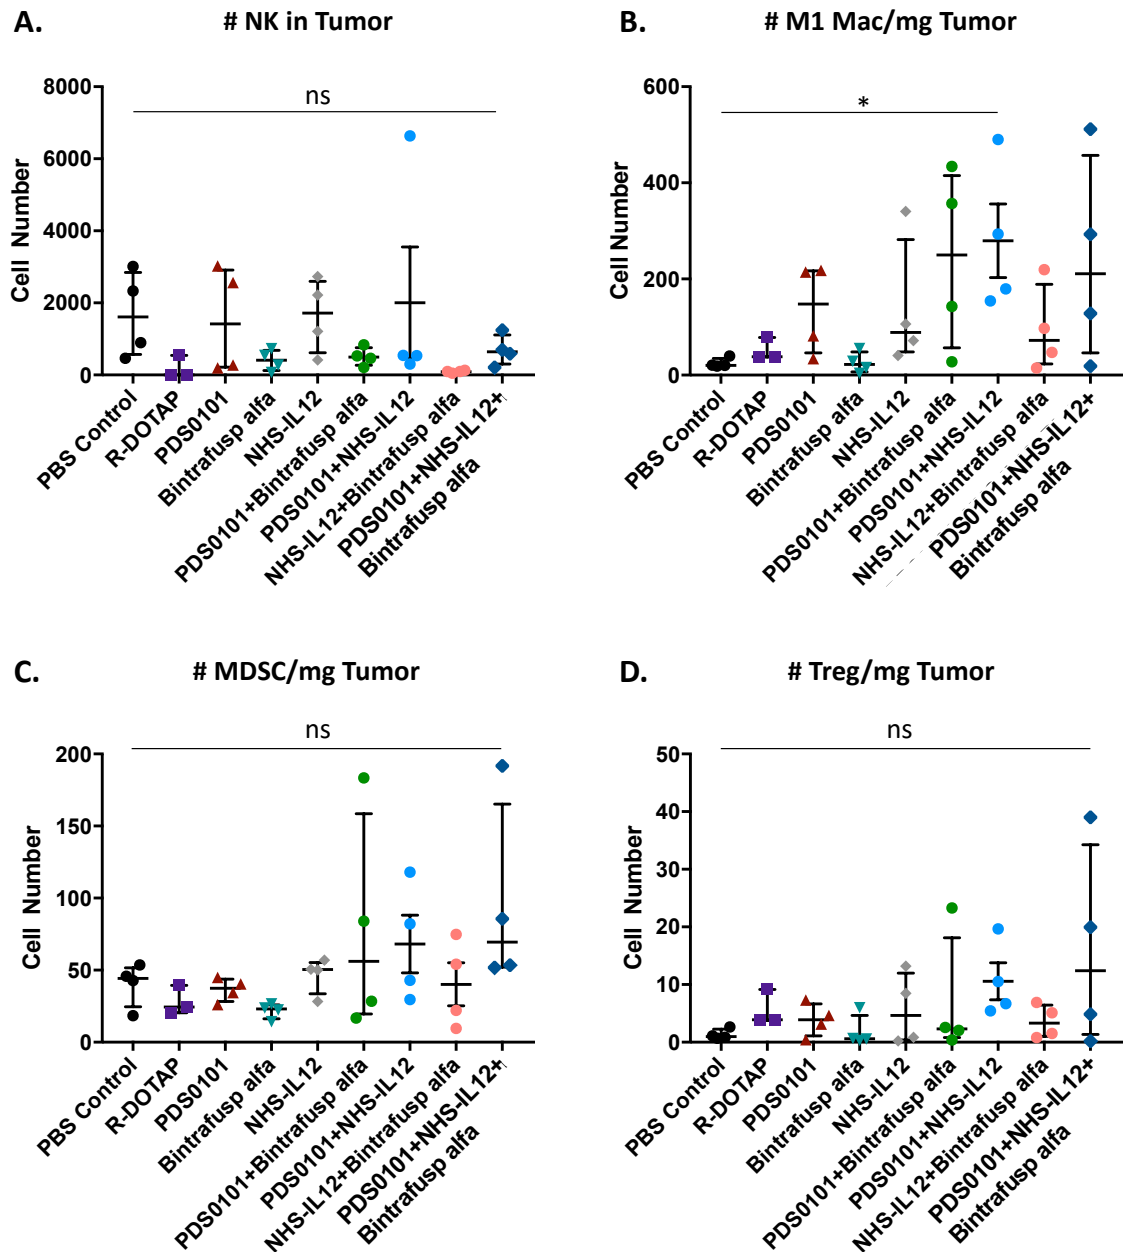 A.
# NK in Tumor
ns
Cell Number
8000
6000
4000
2000
0
PBS Control
R-DOTAP
PDS0101
Bintrafusp alfa
NHS-IL12
PDS0101+Bintrafusp alfa
PDS0101+NHS-IL12
NHS-IL12+Bintrafusp alfa
PDS0101+NHS-IL12+
Bintrafusp alfa
B.
# M1 Mac/mg Tumor
*
Cell Number
600
400
200
0
PBS Control
R-DOTAP
PDS0101
Bintrafusp alfa
NHS-IL12
PDS0101+Bintrafusp alfa
PDS0101+NHS-IL12
NHS-IL12+Bintrafusp alfa
PDS0101+NHS-IL12+
Bintrafusp alfa
C.
# MDSC/mg Tumor
ns
Cell Number
200
150
100
50
0
PBS Control
R-DOTAP
PDS0101
Bintrafusp alfa
NHS-IL12
PDS0101+Bintrafusp alfa
PDS0101+NHS-IL12
NHS-IL12+Bintrafusp alfa
PDS0101+NHS-IL12+
Bintrafusp alfa
D.
# Treg/mg Tumor
ns
Cell Number
50
40
30
20
10
0
PBS Control
R-DOTAP
PDS0101
Bintrafusp alfa
NHS-IL12
PDS0101+Bintrafusp alfa
PDS0101+NHS-IL12
NHS-IL12+Bintrafusp alfa
PDS0101+NHS-IL12+
Bintrafusp alfa